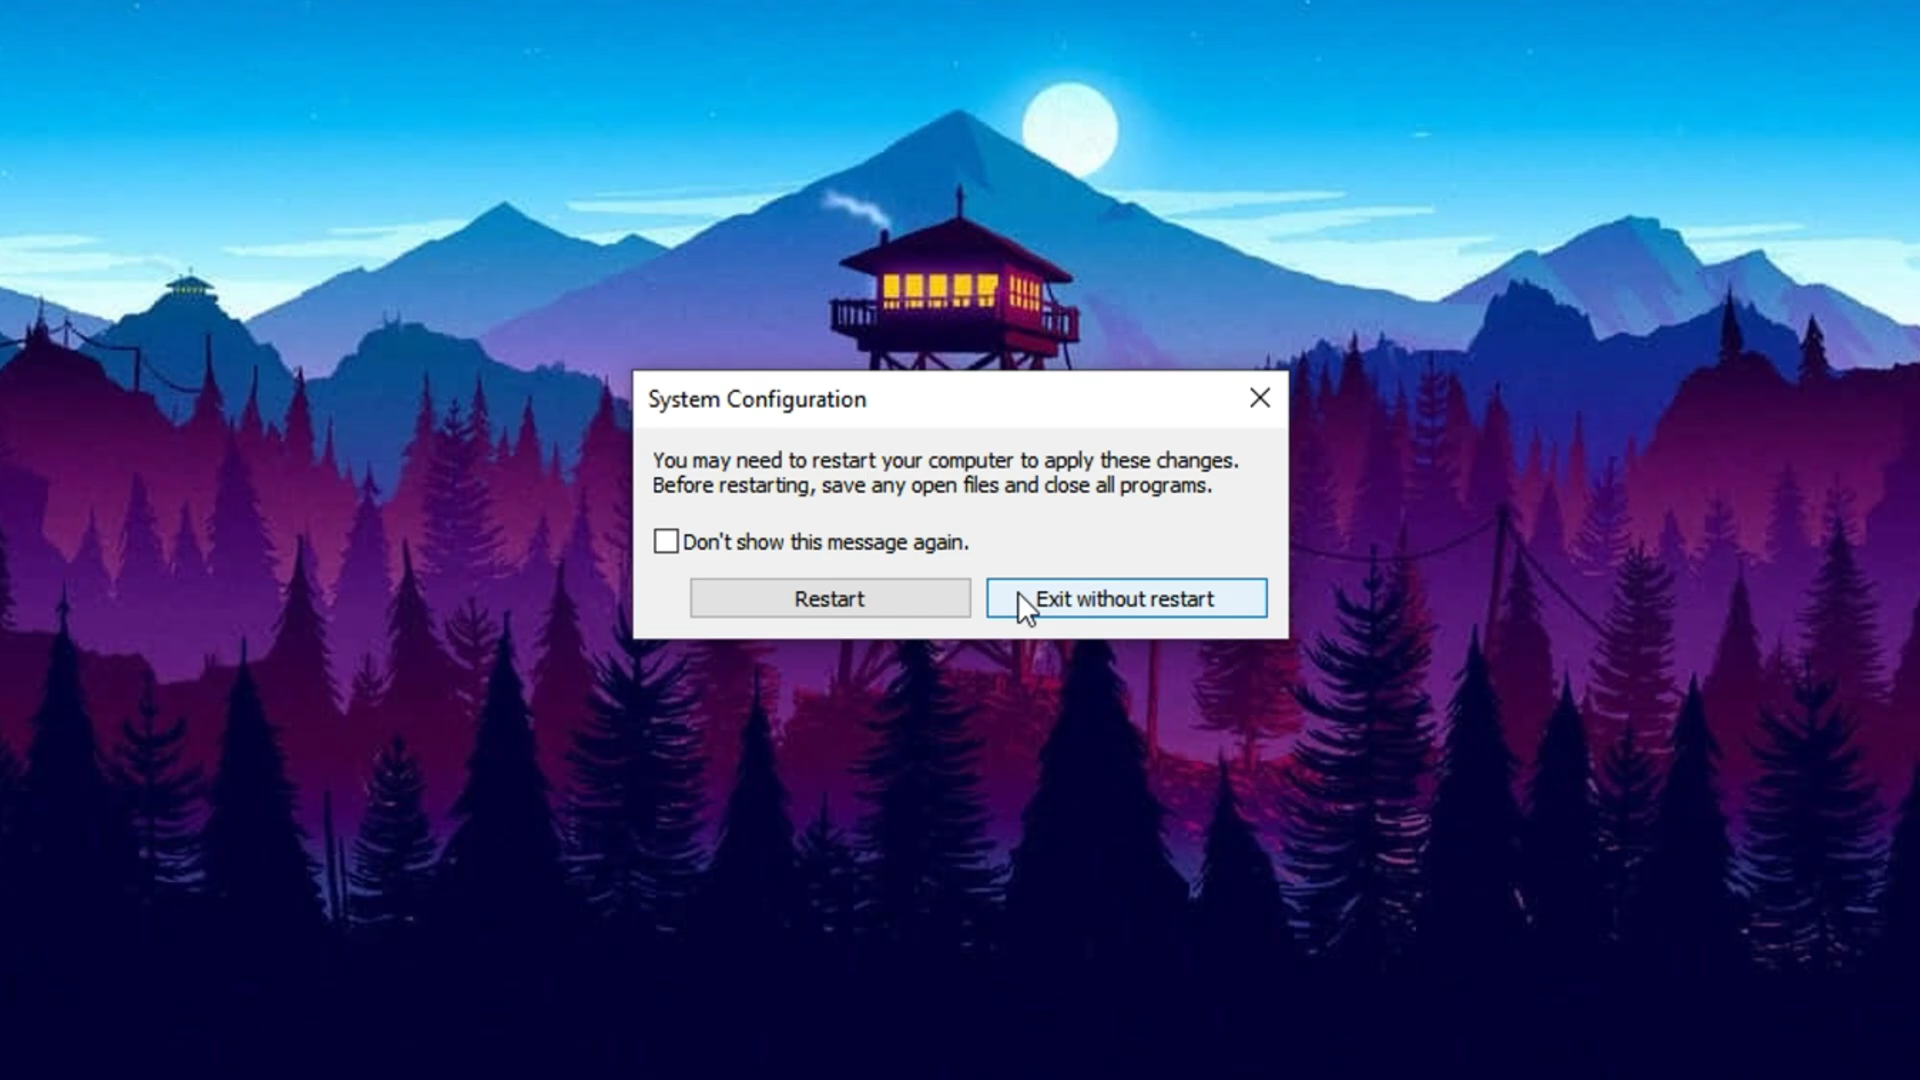 System Configuration
You may need to restart your computer to apply these changes.
Before restarting, save any open files and close all programs.
Don't show this message again.
Restart
Exit without restart